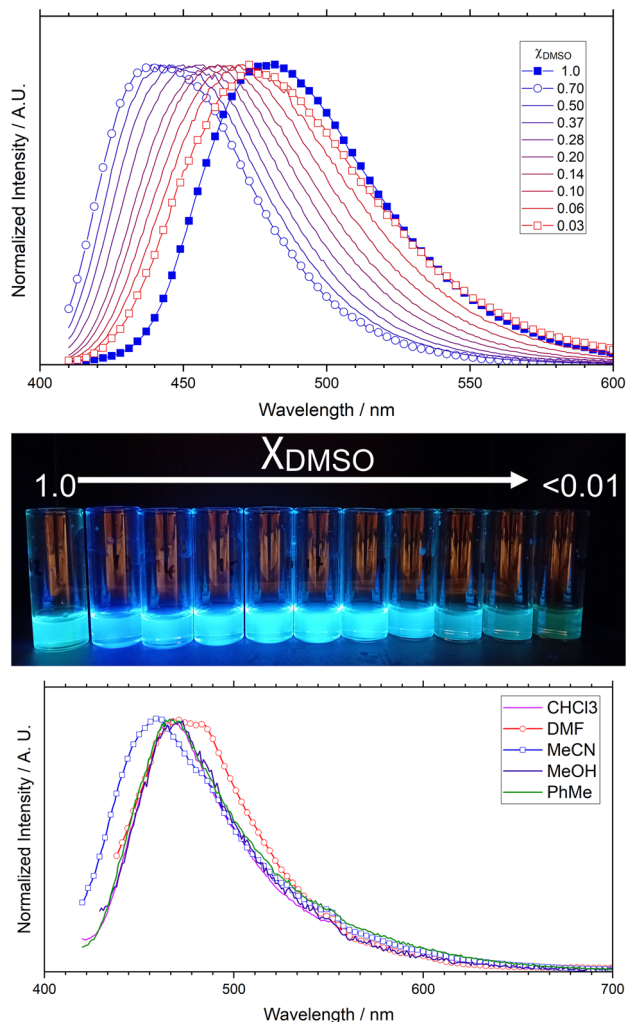 Normalized Intensity / A.U.
χDMSO
1.0
0.70
0.50
0.37
0.28
0.20
0.14
0.10
0.06
0.03
400 450 500 550 600
Wavelength / nm
XDMSO
1.0 <0.01
Normalized Intensity / A. U.
CHCl3
DMF
MeCN
MeOH
PhMe
400 500 600 700
Wavelength / nm